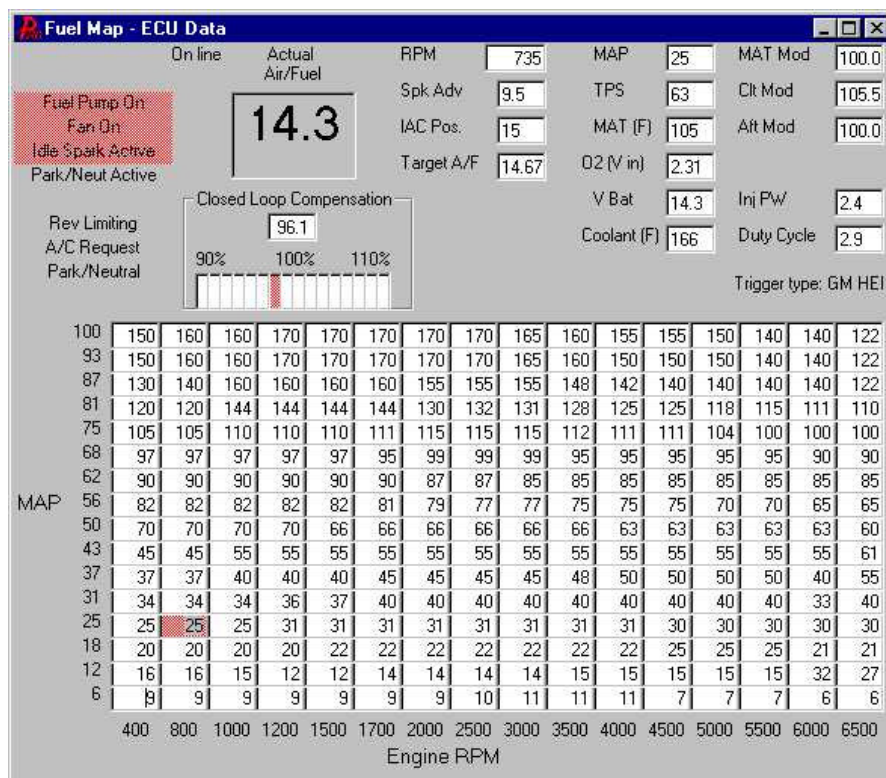 Fuel Map - ECU Data
On line Actual Air/Fuel RPM 735 MAP 25 MAT Mod 100.0
Fuel Pump On 14.3 Spk Adv 9.5 TPS 63 Clt Mod 105.5
Fan On IAC Pos. 15 MAT (F) 105 Aft Mod 100.0
Idle Spark Active Target A/F 14.67 O2 (V in) 2.31
Park/Neut Active
Closed Loop Compensation V Bat 14.3 Inj PW 2.4
Rev Limiting 96.1 Coolant (F) 166 Duty Cycle 2.9
A/C Request 90% 100% 110%
Park/Neutral
Trigger type: GM HEI
100 150 160 160 170 170 170 170 170 165 160 155 155 150 140 140 122
93 150 160 160 170 170 170 170 170 165 160 150 150 150 140 140 122
87 130 140 160 160 160 160 155 155 155 148 142 140 140 140 140 122
81 120 120 144 144 144 144 130 132 131 128 125 125 118 115 111 110
75 105 105 110 110 110 111 115 115 115 112 111 111 104 100 100 100
68 97 97 97 97 95 95 99 99 99 95 95 95 95 95 90 90
62 90 90 90 90 90 90 87 87 85 85 85 85 85 85 85 85
MAP 56 82 82 82 82 82 81 79 77 77 75 75 75 70 70 65 65
50 70 70 70 70 66 66 66 66 66 66 63 63 63 63 63 60
43 45 45 55 55 55 55 55 55 55 55 55 55 55 55 55 61
37 37 37 40 40 40 45 45 45 45 48 50 50 50 50 40 55
31 34 34 34 36 37 40 40 40 40 40 40 40 40 40 33 40
25 25 25 25 31 31 31 31 31 31 31 31 30 30 30 30 30
18 20 20 20 20 22 22 22 22 22 22 22 25 25 25 21 21
12 16 16 15 12 12 14 14 14 14 15 15 15 15 15 32 27
6 9 9 9 9 9 9 9 10 11 11 11 7 7 7 6 6
400 800 1000 1200 1500 1700 2000 2500 3000 3500 4000 4500 5000 5500 6000 6500
Engine RPM